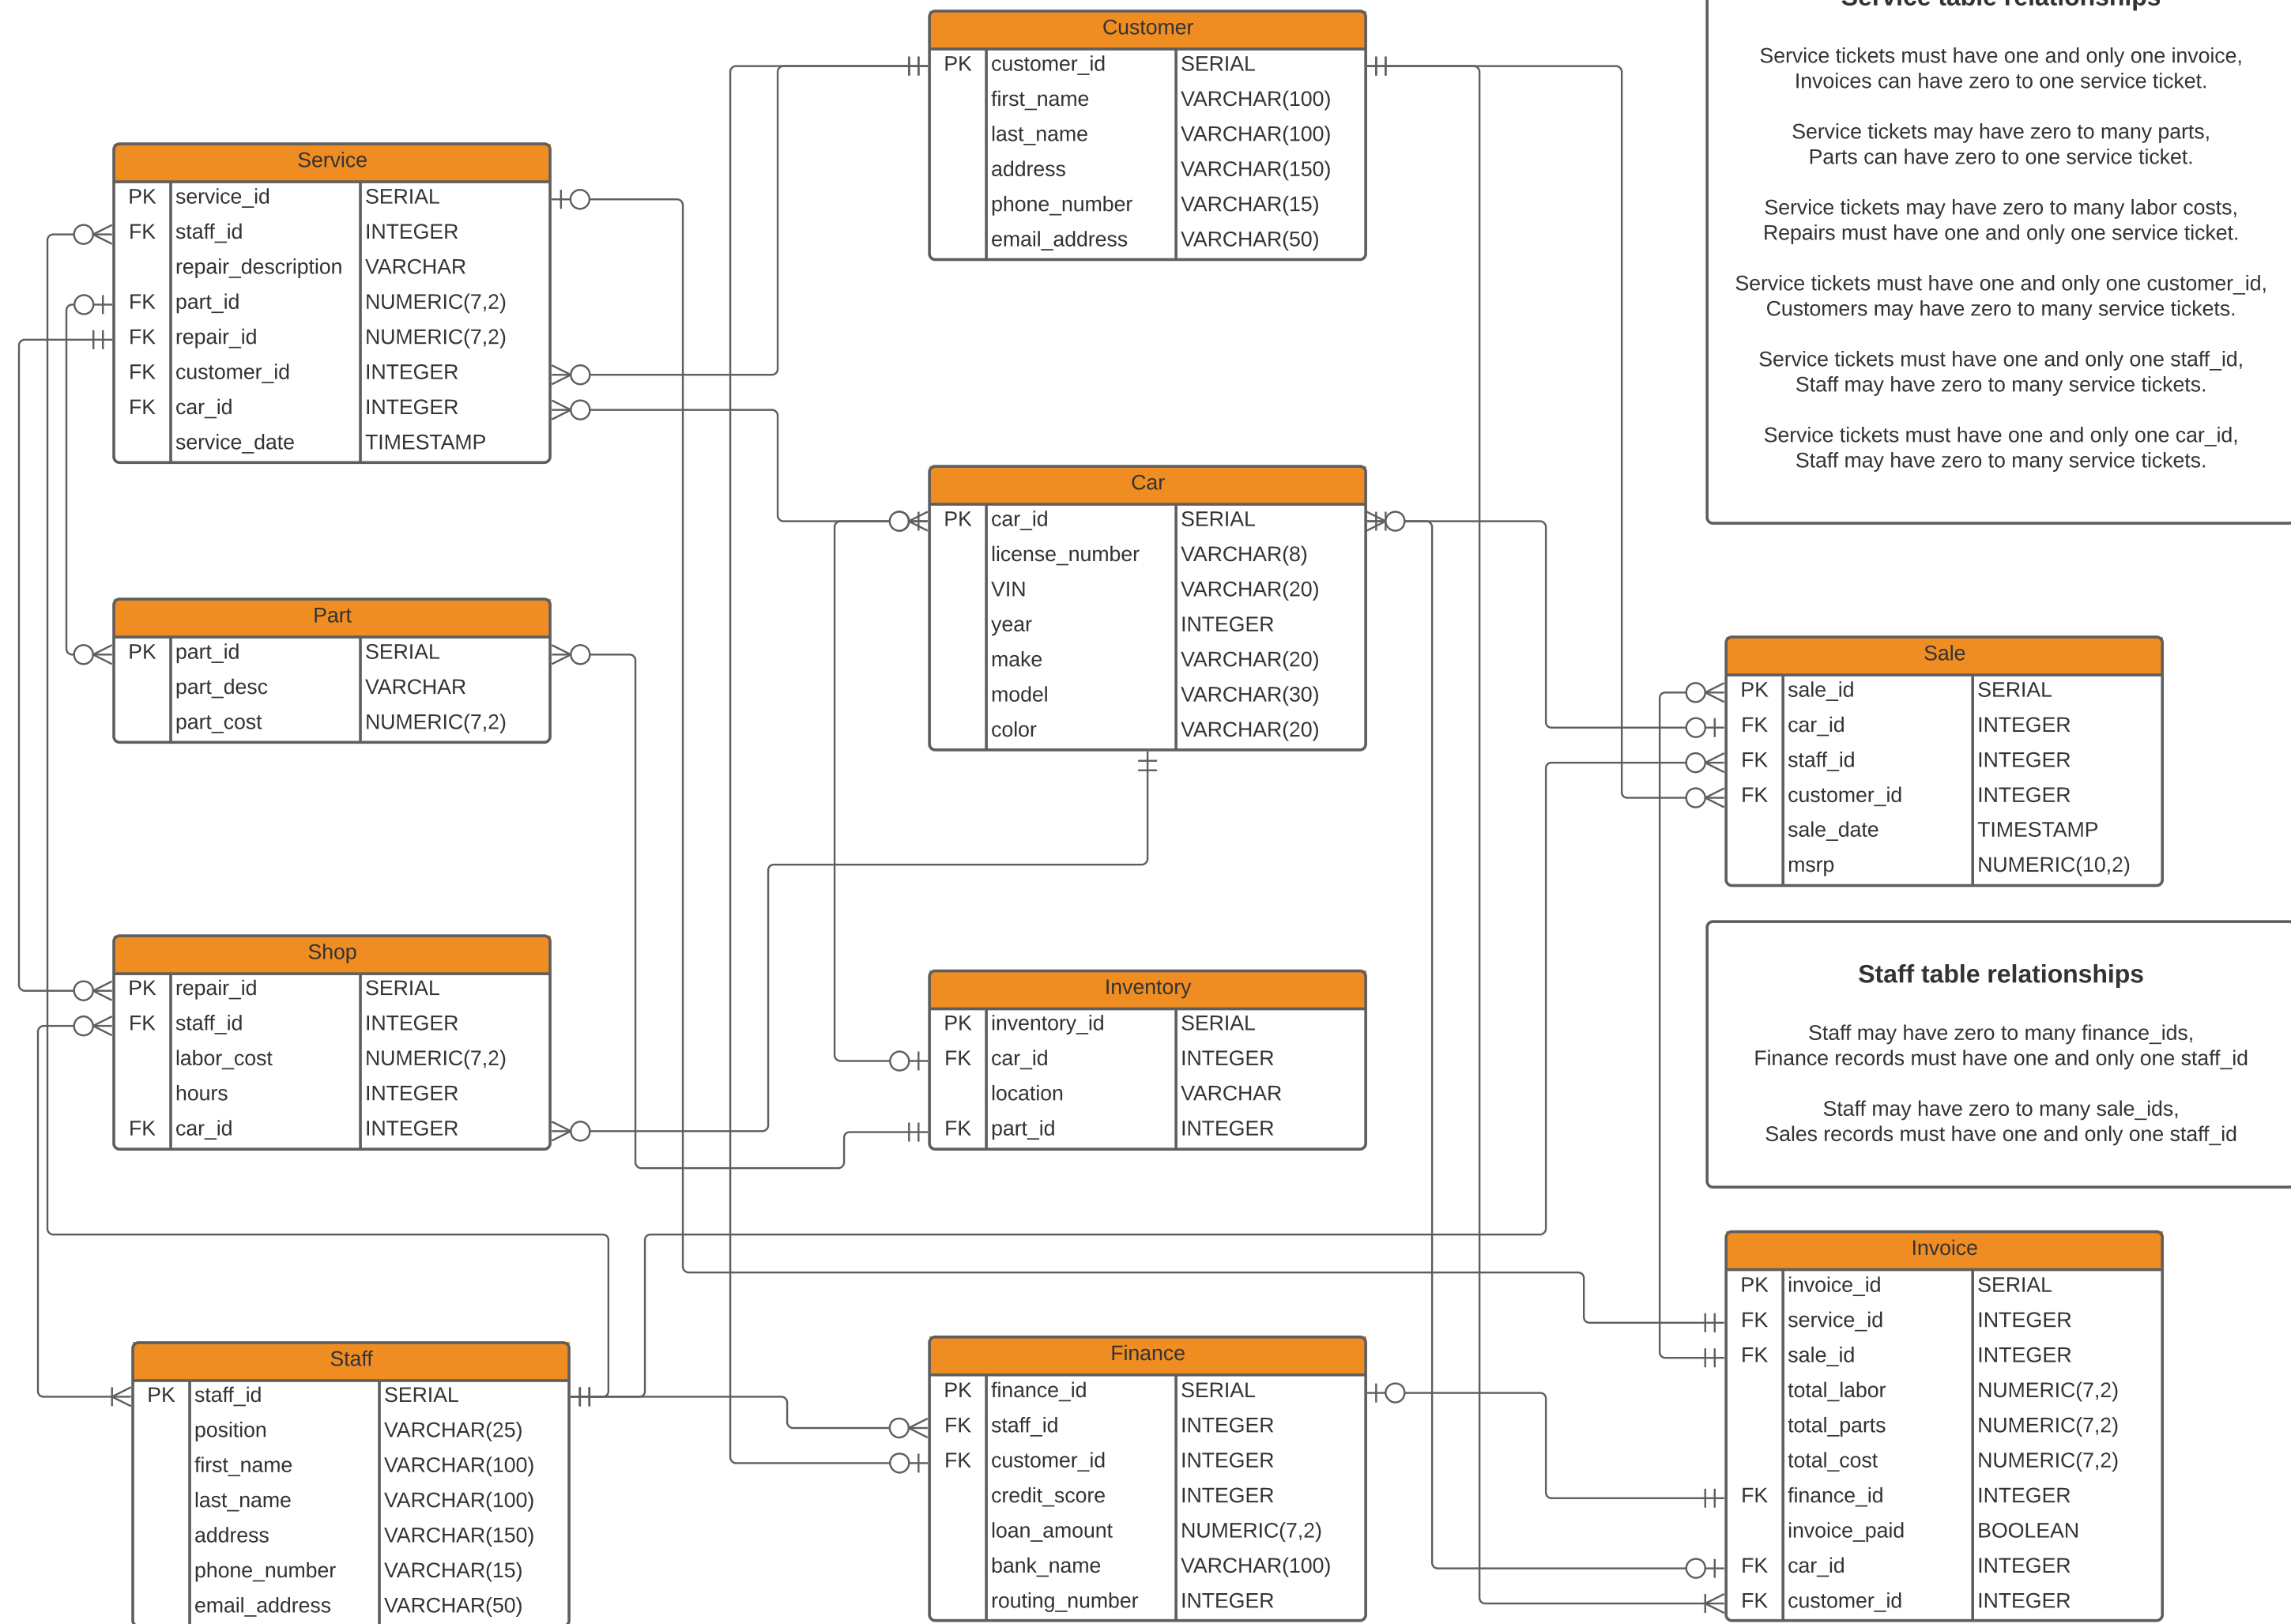 Customer
PK customer_id SERIAL
first_name VARCHAR(100)
last_name VARCHAR(100)
address VARCHAR(150)
phone_number VARCHAR(15)
email_address VARCHAR(50)
Service table relationships
Service tickets must have one and only one invoice,
Invoices can have zero to one service ticket.
Service tickets may have zero to many parts,
Parts can have zero to one service ticket.
Service tickets may have zero to many labor costs,
Repairs must have one and only one service ticket.
Service tickets must have one and only one customer_id,
Customers may have zero to many service tickets.
Service tickets must have one and only one staff_id,
Staff may have zero to many service tickets.
Service tickets must have one and only one car_id,
Staff may have zero to many service tickets.
Service
PK service_id SERIAL
FK staff_id INTEGER
repair_description VARCHAR
FK part_id NUMERIC(7,2)
FK repair_id NUMERIC(7,2)
FK customer_id INTEGER
FK car_id INTEGER
service_date TIMESTAMP
Car
PK car_id SERIAL
license_number VARCHAR(8)
VIN VARCHAR(20)
year INTEGER
make VARCHAR(20)
model VARCHAR(30)
color VARCHAR(20)
Part
PK part_id SERIAL
part_desc VARCHAR
part_cost NUMERIC(7,2)
Sale
PK sale_id SERIAL
FK car_id INTEGER
FK staff_id INTEGER
FK customer_id INTEGER
sale_date TIMESTAMP
msrp NUMERIC(10,2)
Shop
PK repair_id SERIAL
FK staff_id INTEGER
labor_cost NUMERIC(7,2)
hours INTEGER
FK car_id INTEGER
Inventory
PK inventory_id SERIAL
FK car_id INTEGER
location VARCHAR
FK part_id INTEGER
Staff table relationships
Staff may have zero to many finance_ids,
Finance records must have one and only one staff_id
Staff may have zero to many sale_ids,
Sales records must have one and only one staff_id
Staff
PK staff_id SERIAL
position VARCHAR(25)
first_name VARCHAR(100)
last_name VARCHAR(100)
address VARCHAR(150)
phone_number VARCHAR(15)
email_address VARCHAR(50)
Finance
PK finance_id SERIAL
FK staff_id INTEGER
FK customer_id INTEGER
credit_score INTEGER
loan_amount NUMERIC(7,2)
bank_name VARCHAR(100)
routing_number INTEGER
Invoice
PK invoice_id SERIAL
FK service_id INTEGER
FK sale_id INTEGER
total_labor NUMERIC(7,2)
total_parts NUMERIC(7,2)
total_cost NUMERIC(7,2)
FK finance_id INTEGER
invoice_paid BOOLEAN
FK car_id INTEGER
FK customer_id INTEGER